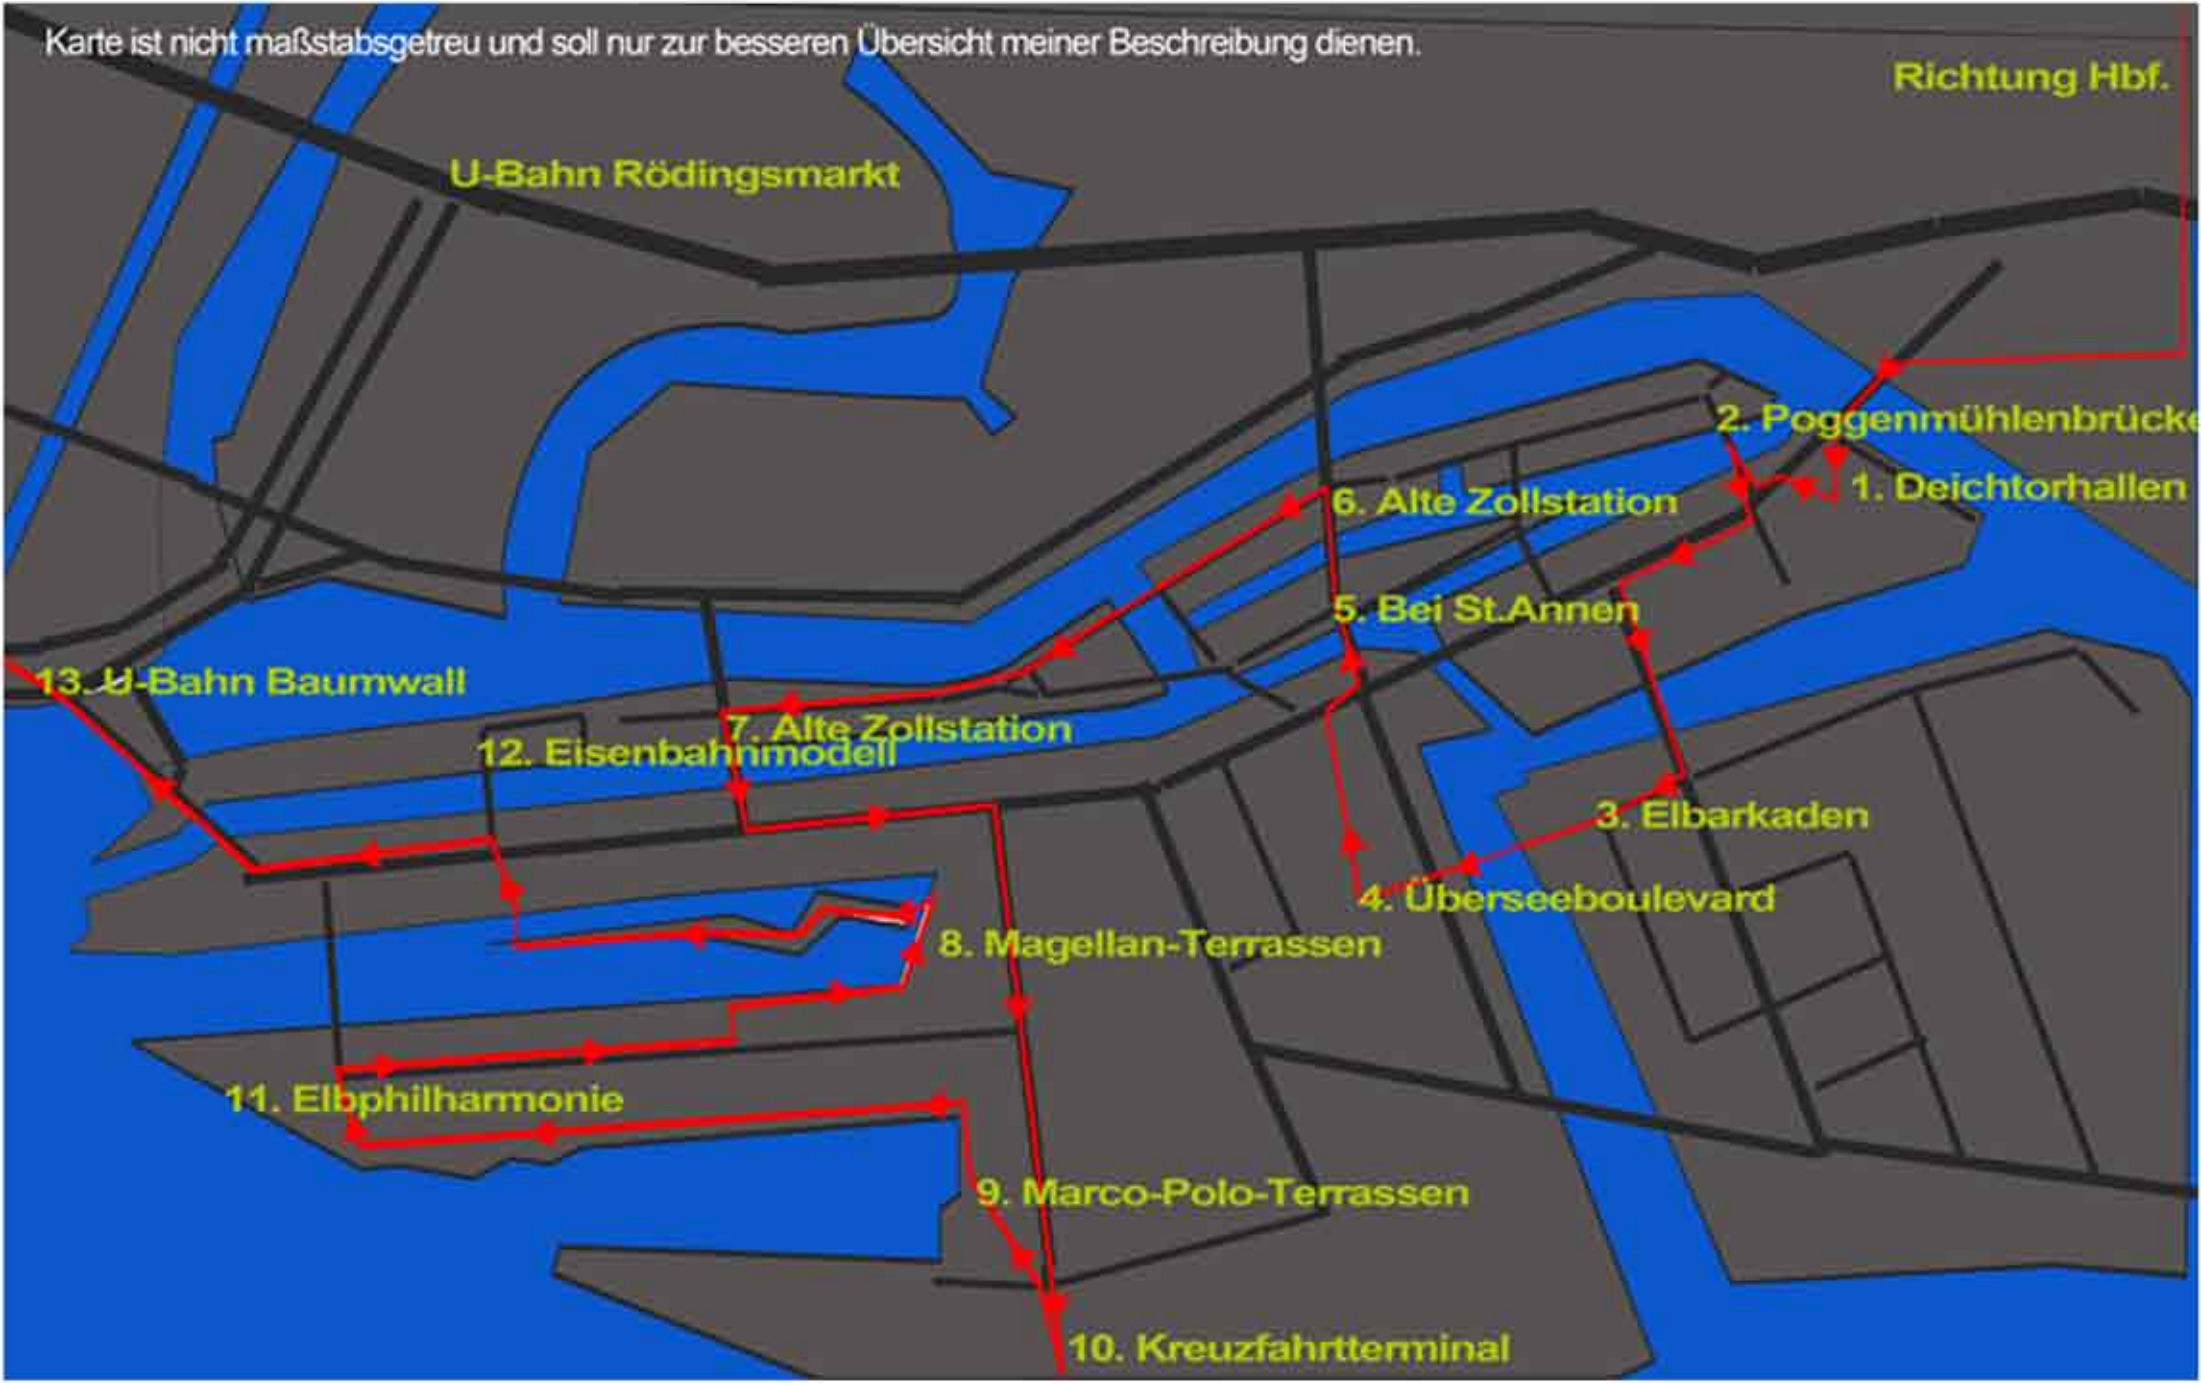 Karte ist nicht maßstabsgetreu und soll nur zur besseren Übersicht meiner Beschreibung dienen.
Richtung Hbf.
U-Bahn Rödingsmarkt
2. Poggenmühlenbrücke
1. Deichtorhallen
6. Alte Zollstation
5. Bei St.Annen
13. U-Bahn Baumwall
7. Alte Zollstation
12. Eisenbahnmodell
3. Elbarkaden
4. Überseeboulevard
8. Magellan-Terrassen
11. Elbphilharmonie
9. Marco-Polo-Terrassen
10. Kreuzfahrtterminal